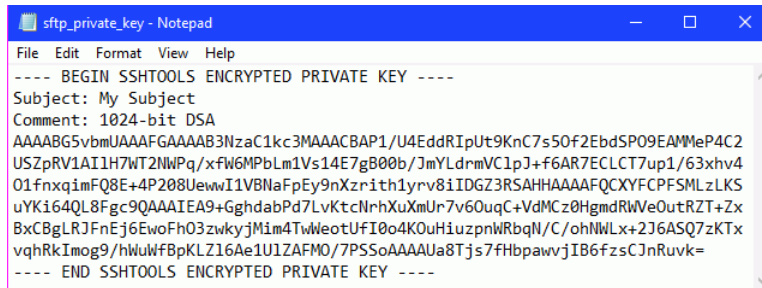 sftp_private_key - Notepad
File Edit Format View Help
---- BEGIN SSHTOOLS ENCRYPTED PRIVATE KEY ----
Subject: My Subject
Comment: 1024-bit DSA
AAAABG5vbmUAAAFGAAAAB3NzaC1kc3MAAACBAP1/U4EddRIpUt9KnC7s5Of2EbdSPO9EAMMeP4C2
USZpRV1AIlH7WT2NWPq/xfW6MPbLm1Vs14E7gB00b/JmYLdrmVClpJ+f6AR7ECLCT7up1/63xhv4
O1fnxqimFQ8E+4P208UewwI1VBNaFpEy9nXzrith1yrv8iIDGZ3RSAHHAAAAFQCXYFCPFSMLzLKS
uYKi64QL8Fgc9QAAAIEA9+GghdabPd7LvKtcNrhXuXmUr7v6OuqC+VdMCz0HgmdRWVeOutRZT+Zx
BxCBgLRJFnEj6EwoFhO3zwkyjMim4TwWeotUfI0o4KOuHiuzpnWRbqN/C/ohNWLx+2J6ASQ7zKTx
vqhRkImog9/hWuWfBpKLZl6Ae1UlZAFMO/7PSSoAAAAUa8Tjs7fHbpawvjIB6fzsCJnRuvk=
---- END SSHTOOLS ENCRYPTED PRIVATE KEY ----